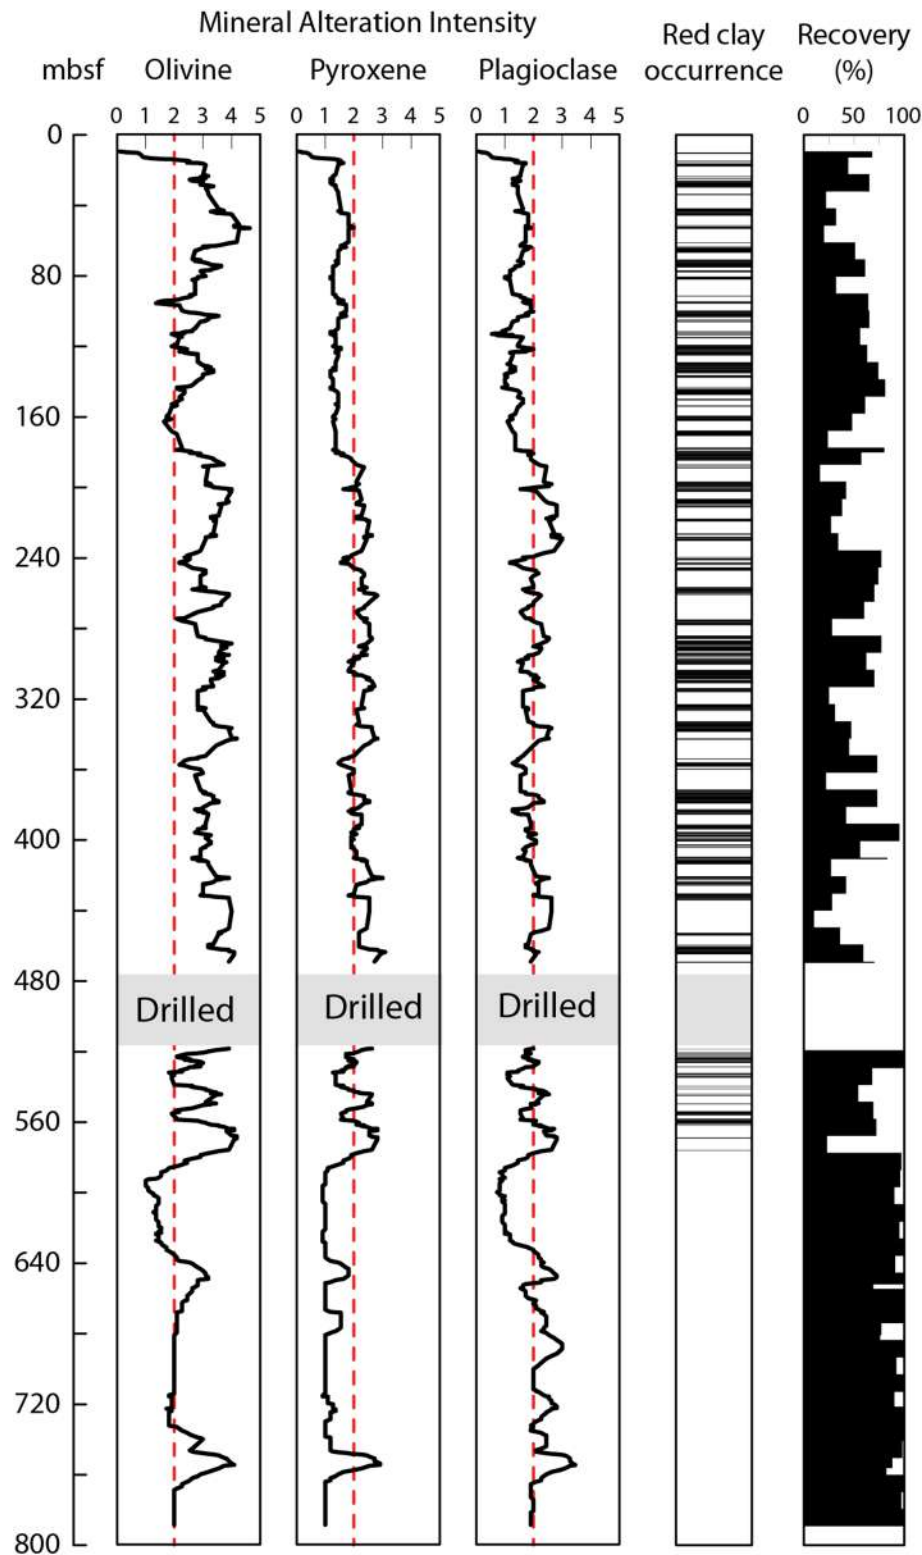 Mineral Alteration Intensity
Red clay
occurrence
Recovery
(%)
mbsf
Olivine
Pyroxene
Plagioclase
0 1 2 3 4 5
0 1 2 3 4 5
0 1 2 3 4 5
0 50 100
0
80
160
240
320
400
480
Drilled
Drilled
Drilled
560
640
720
800